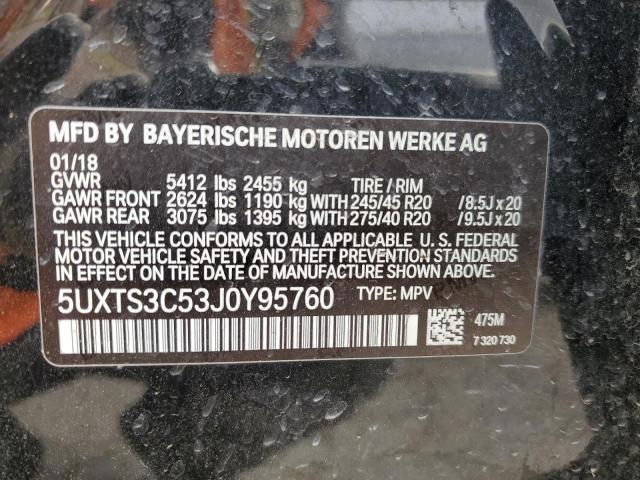 MFD BY BAYERISCHE MOTOREN WERKE AG
01/18
GVWR 5412 lbs 2455 kg TIRE / RIM
GAWR FRONT 2624 lbs 1190 kg WITH 245/45 R20 /8.5J x 20
GAWR REAR 3075 lbs 1395 kg WITH 275/40 R20 /9.5J x 20
THIS VEHICLE CONFORMS TO ALL APPLICABLE U. S. FEDERAL
MOTOR VEHICLE SAFETY AND THEFT PREVENTION STANDARDS
IN EFFECT ON THE DATE OF MANUFACTURE SHOWN ABOVE.
5UXTS3C53J0Y95760 TYPE: MPV
475M
7 320 730